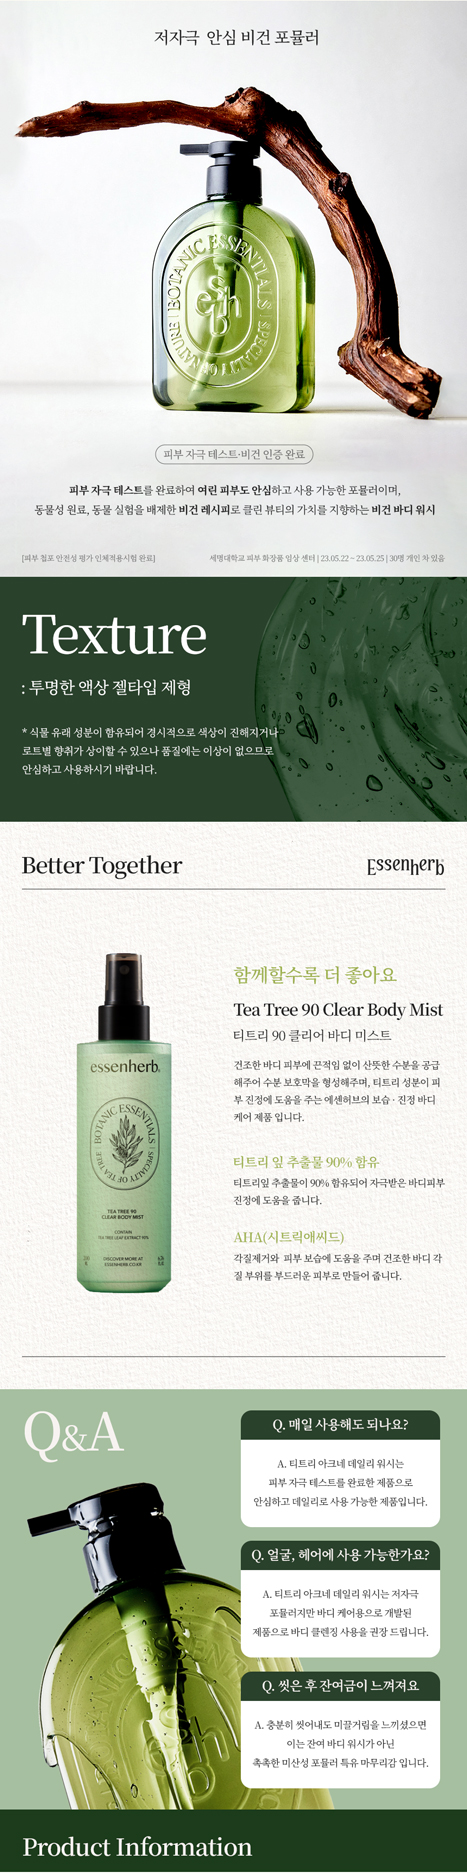 저자극 안심 비건 포뮬러
BOTANIC ESSENTIALS | SPECIALTY OF NATURE |
esh
피부 자극 테스트·비건 인증 완료
피부 자극 테스트를 완료하여 여린 피부도 안심하고 사용 가능한 포뮬러이며,
동물성 원료, 동물 실험을 배제한 비건 레시피로 클린 뷰티의 가치를 지향하는 비건 바디 워시
[피부 첩포 안전성 평가 인체적용시험 완료]
세명대학교 피부 화장품 임상 센터 | 23.05.22 ~ 23.05.25 | 30명 개인 차 있음
Texture
: 투명한 액상 젤타입 제형
* 식물 유래 성분이 함유되어 경시적으로 색상이 진해지거나
로트별 향취가 상이할 수 있으나 품질에는 이상이 없으므로
안심하고 사용하시기 바랍니다.
Better Together
Essenherb
essenherb.
BOTANIC ESSENTIALS | SPECIALTY OF TEA TREE |
TEA TREE 90
CLEAR BODY MIST
CONTAIN
TEA TREE LEAF EXTRACT 90%
DISCOVER MORE AT
ESSENHERB.CO.KR
함께할수록 더 좋아요
Tea Tree 90 Clear Body Mist
티트리 90 클리어 바디 미스트
건조한 바디 피부에 끈적임 없이 산뜻한 수분을 공급
해주어 수분 보호막을 형성해주며, 티트리 성분이 피
부 진정에 도움을 주는 에센허브의 보습 · 진정 바디
케어 제품 입니다.
티트리 잎 추출물 90% 함유
티트리잎 추출물이 90% 함유되어 자극받은 바디피부
진정에 도움을 줍니다.
AHA(시트릭애씨드)
각질제거와 피부 보습에 도움을 주며 건조한 바디 각
질 부위를 부드러운 피부로 만들어 줍니다.
Q&A
Q. 매일 사용해도 되나요?
A. 티트리 아크네 데일리 워시는
피부 자극 테스트를 완료한 제품으로
안심하고 데일리로 사용 가능한 제품입니다.
Q. 얼굴, 헤어에 사용 가능한가요?
A. 티트리 아크네 데일리 워시는 저자극
포뮬러지만 바디 케어용으로 개발된
제품으로 바디 클렌징 사용을 권장 드립니다.
Q. 씻은 후 잔여금이 느껴져요
A. 충분히 씻어내도 미끌거림을 느끼셨으면
이는 잔여 바디 워시가 아닌
촉촉한 미산성 포뮬러 특유 마무리감 입니다.
Product Information